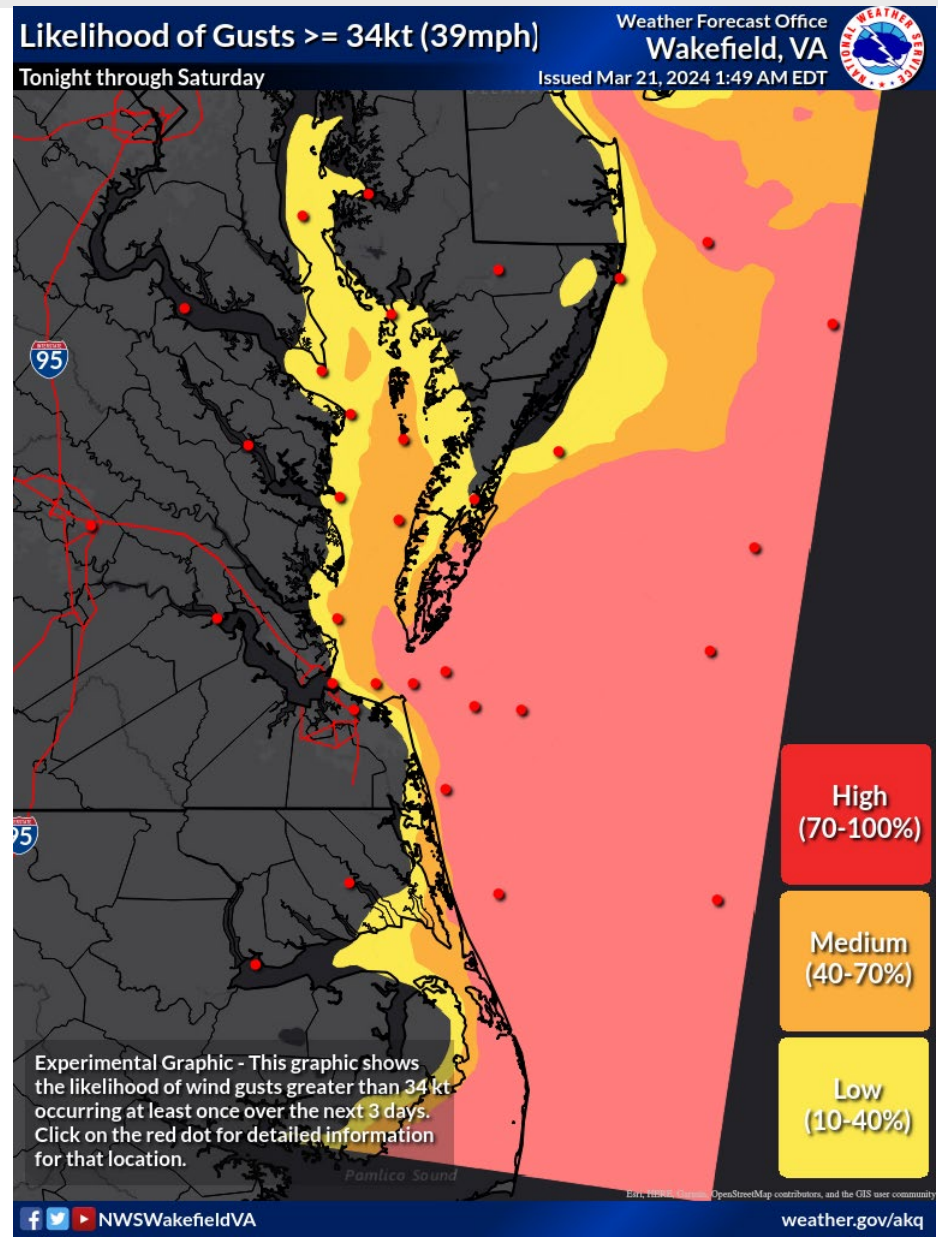 Likelihood of Gusts >= 34kt (39mph)
Tonight through Saturday
Weather Forecast Office
Wakefield, VA
Issued Mar 21, 2024 1:49 AM EDT
NATIONAL WEATHER SERVICE
95
95
High
(70-100%)
Medium
(40-70%)
Low
(10-40%)
Experimental Graphic - This graphic shows
the likelihood of wind gusts greater than 34 kt
occurring at least once over the next 3 days.
Click on the red dot for detailed information
for that location.
Pamlico Sound
Esri, HERE, Garmin, OpenStreetMap contributors, and the GIS user community
NWSWakefieldVA
weather.gov/akq